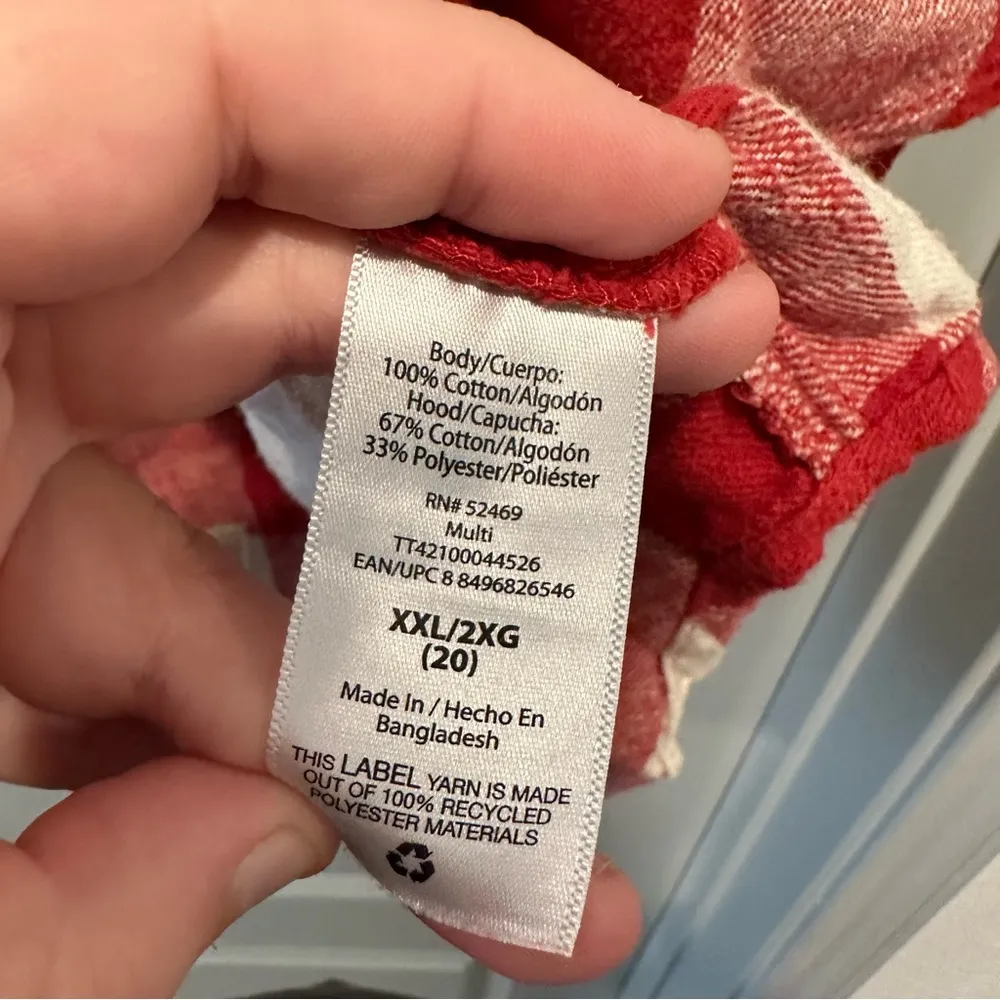 Body/Cuerpo:
100% Cotton/Algodón
Hood/Capucha:
67% Cotton/Algodón
33% Polyester/Poliéster
RN# 52469
Multi
TT42100044526
EAN/UPC 8 8496826546
XXL/2XG
(20)
Made In / Hecho En
Bangladesh
THIS LABEL YARN IS MADE
OUT OF 100% RECYCLED
POLYESTER MATERIALS